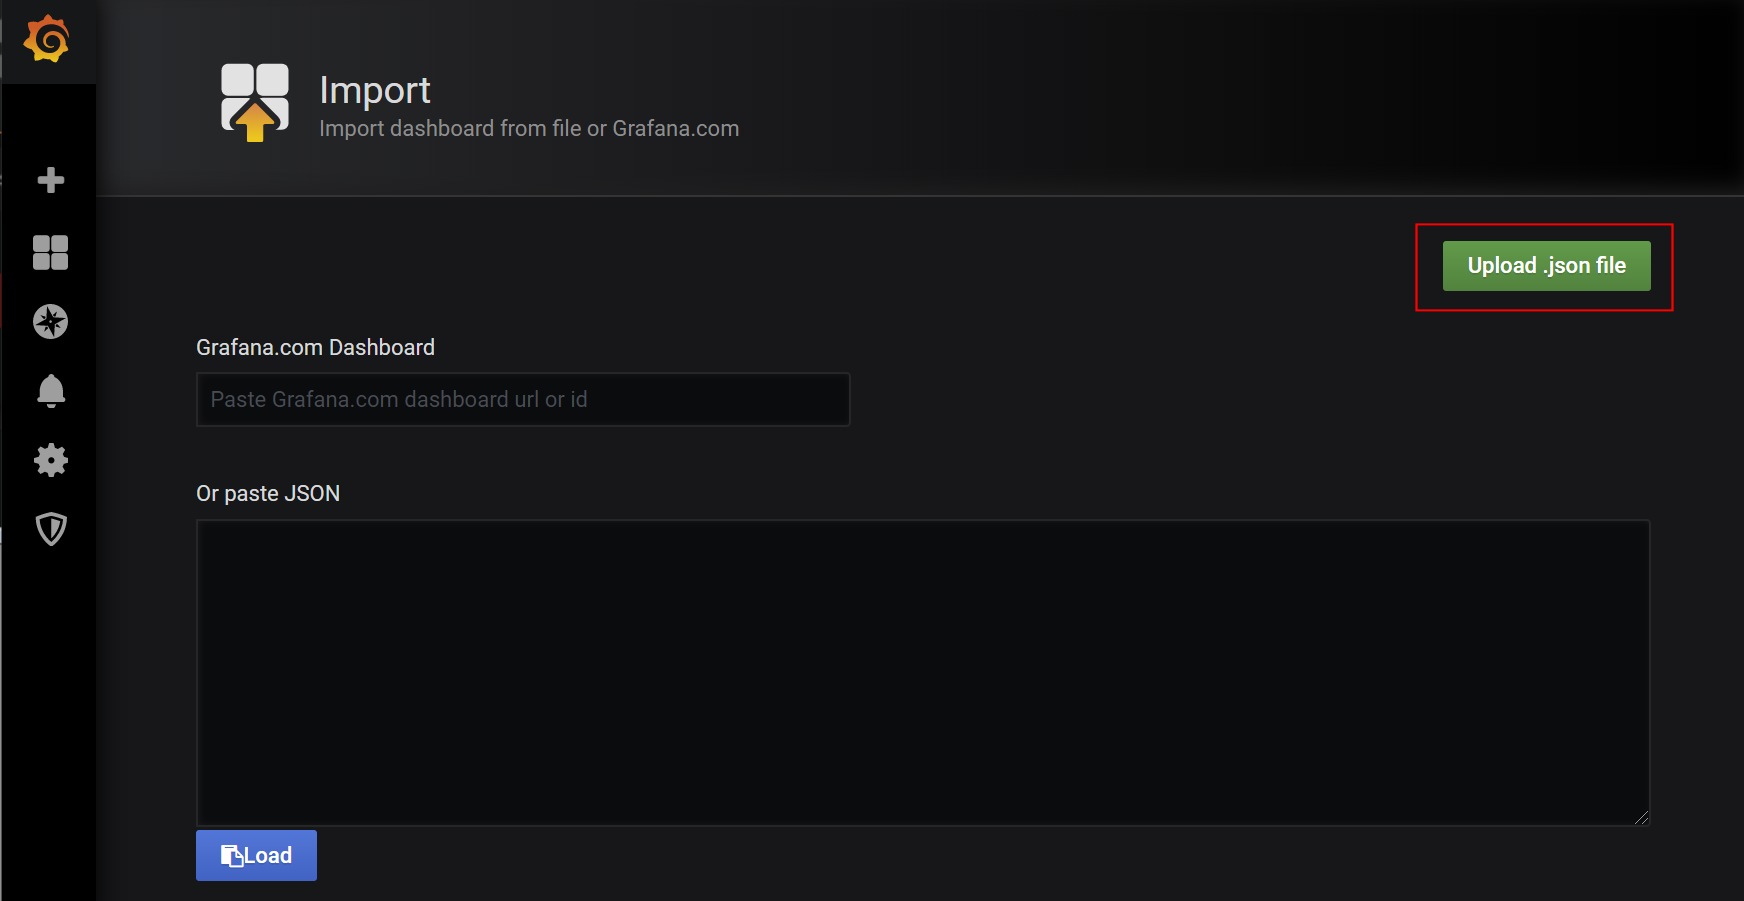 Import
Import dashboard from file or Grafana.com
Upload .json file
Grafana.com Dashboard
Paste Grafana.com dashboard url or id
Or paste JSON
Load